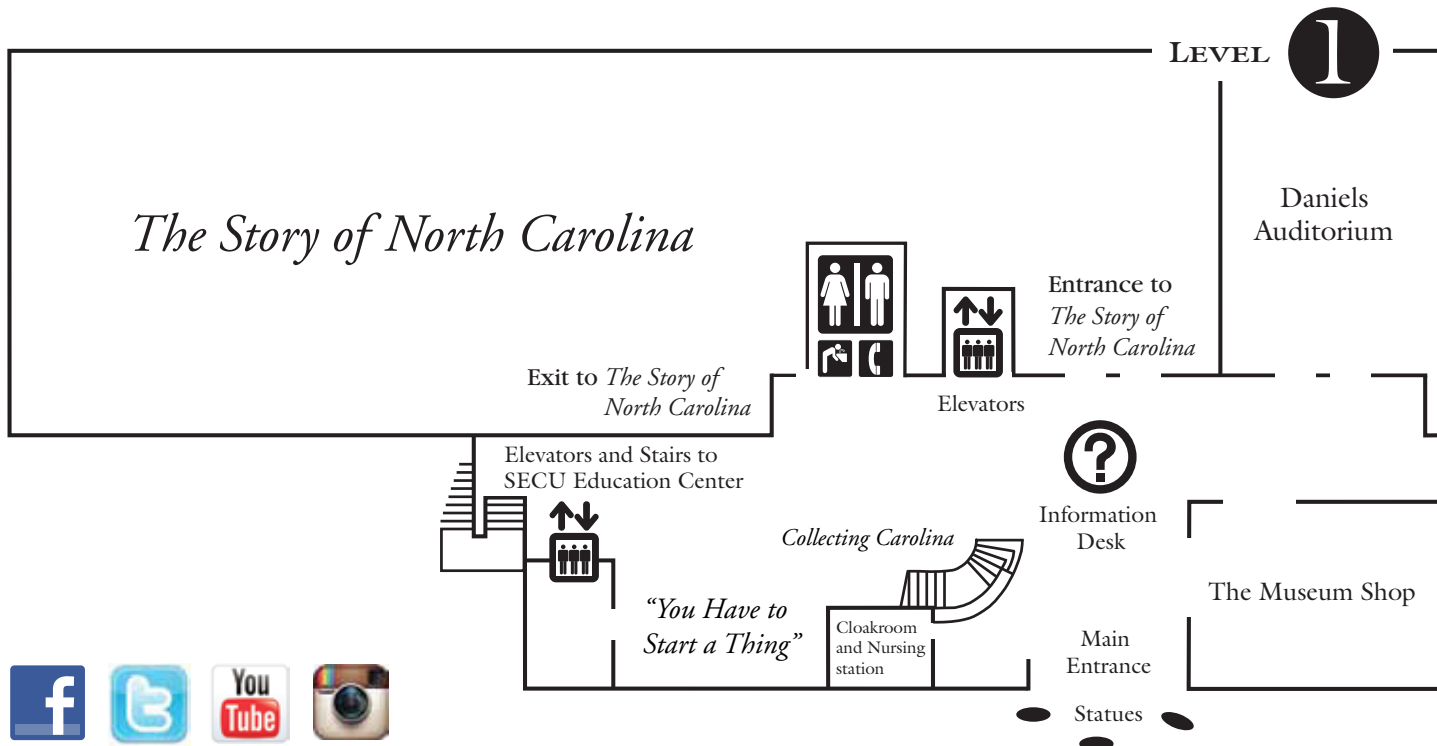 LEVEL 1
The Story of North Carolina
Daniels
Auditorium
Entrance to
The Story of
North Carolina
Exit to The Story of
North Carolina
Elevators
Elevators and Stairs to
SECU Education Center
?
Information
Desk
Collecting Carolina
The Museum Shop
“You Have to
Start a Thing”
Cloakroom
and Nursing
station
Main
Entrance
Statues
f
t
You
Tube